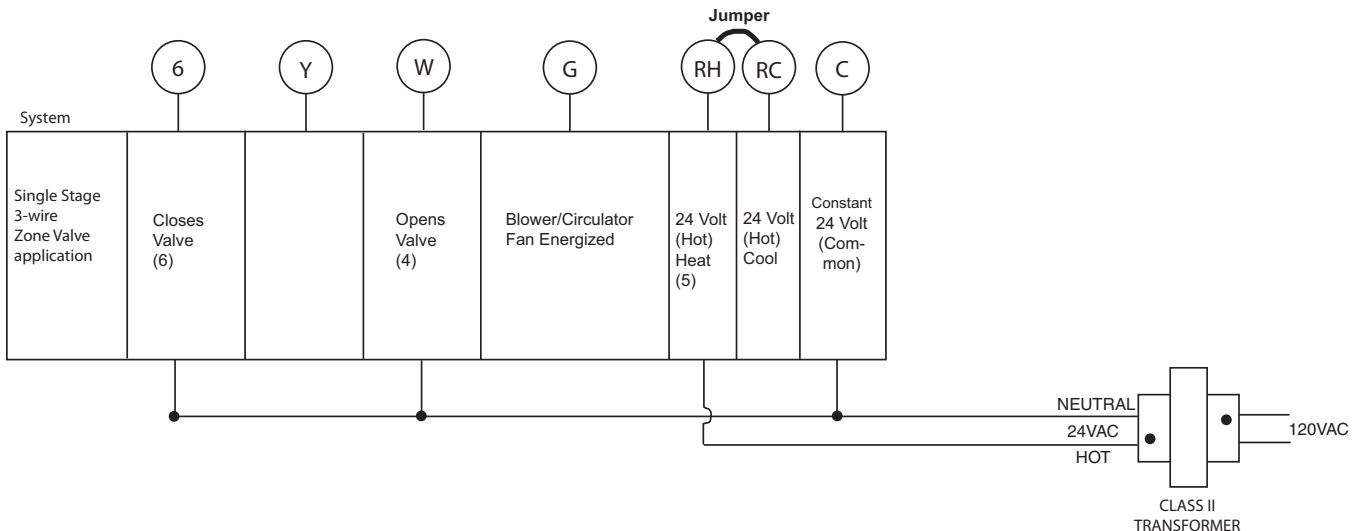 Jumper
6
Y
W
G
RH
RC
C
System
Single Stage
3-wire
Zone Valve
application
Closes
Valve
(6)
Opens
Valve
(4)
Blower/Circulator
Fan Energized
24 Volt
(Hot)
Heat
(5)
24 Volt
(Hot)
Cool
Constant
24 Volt
(Com-
mon)
NEUTRAL
24VAC
HOT
120VAC
CLASS II
TRANSFORMER